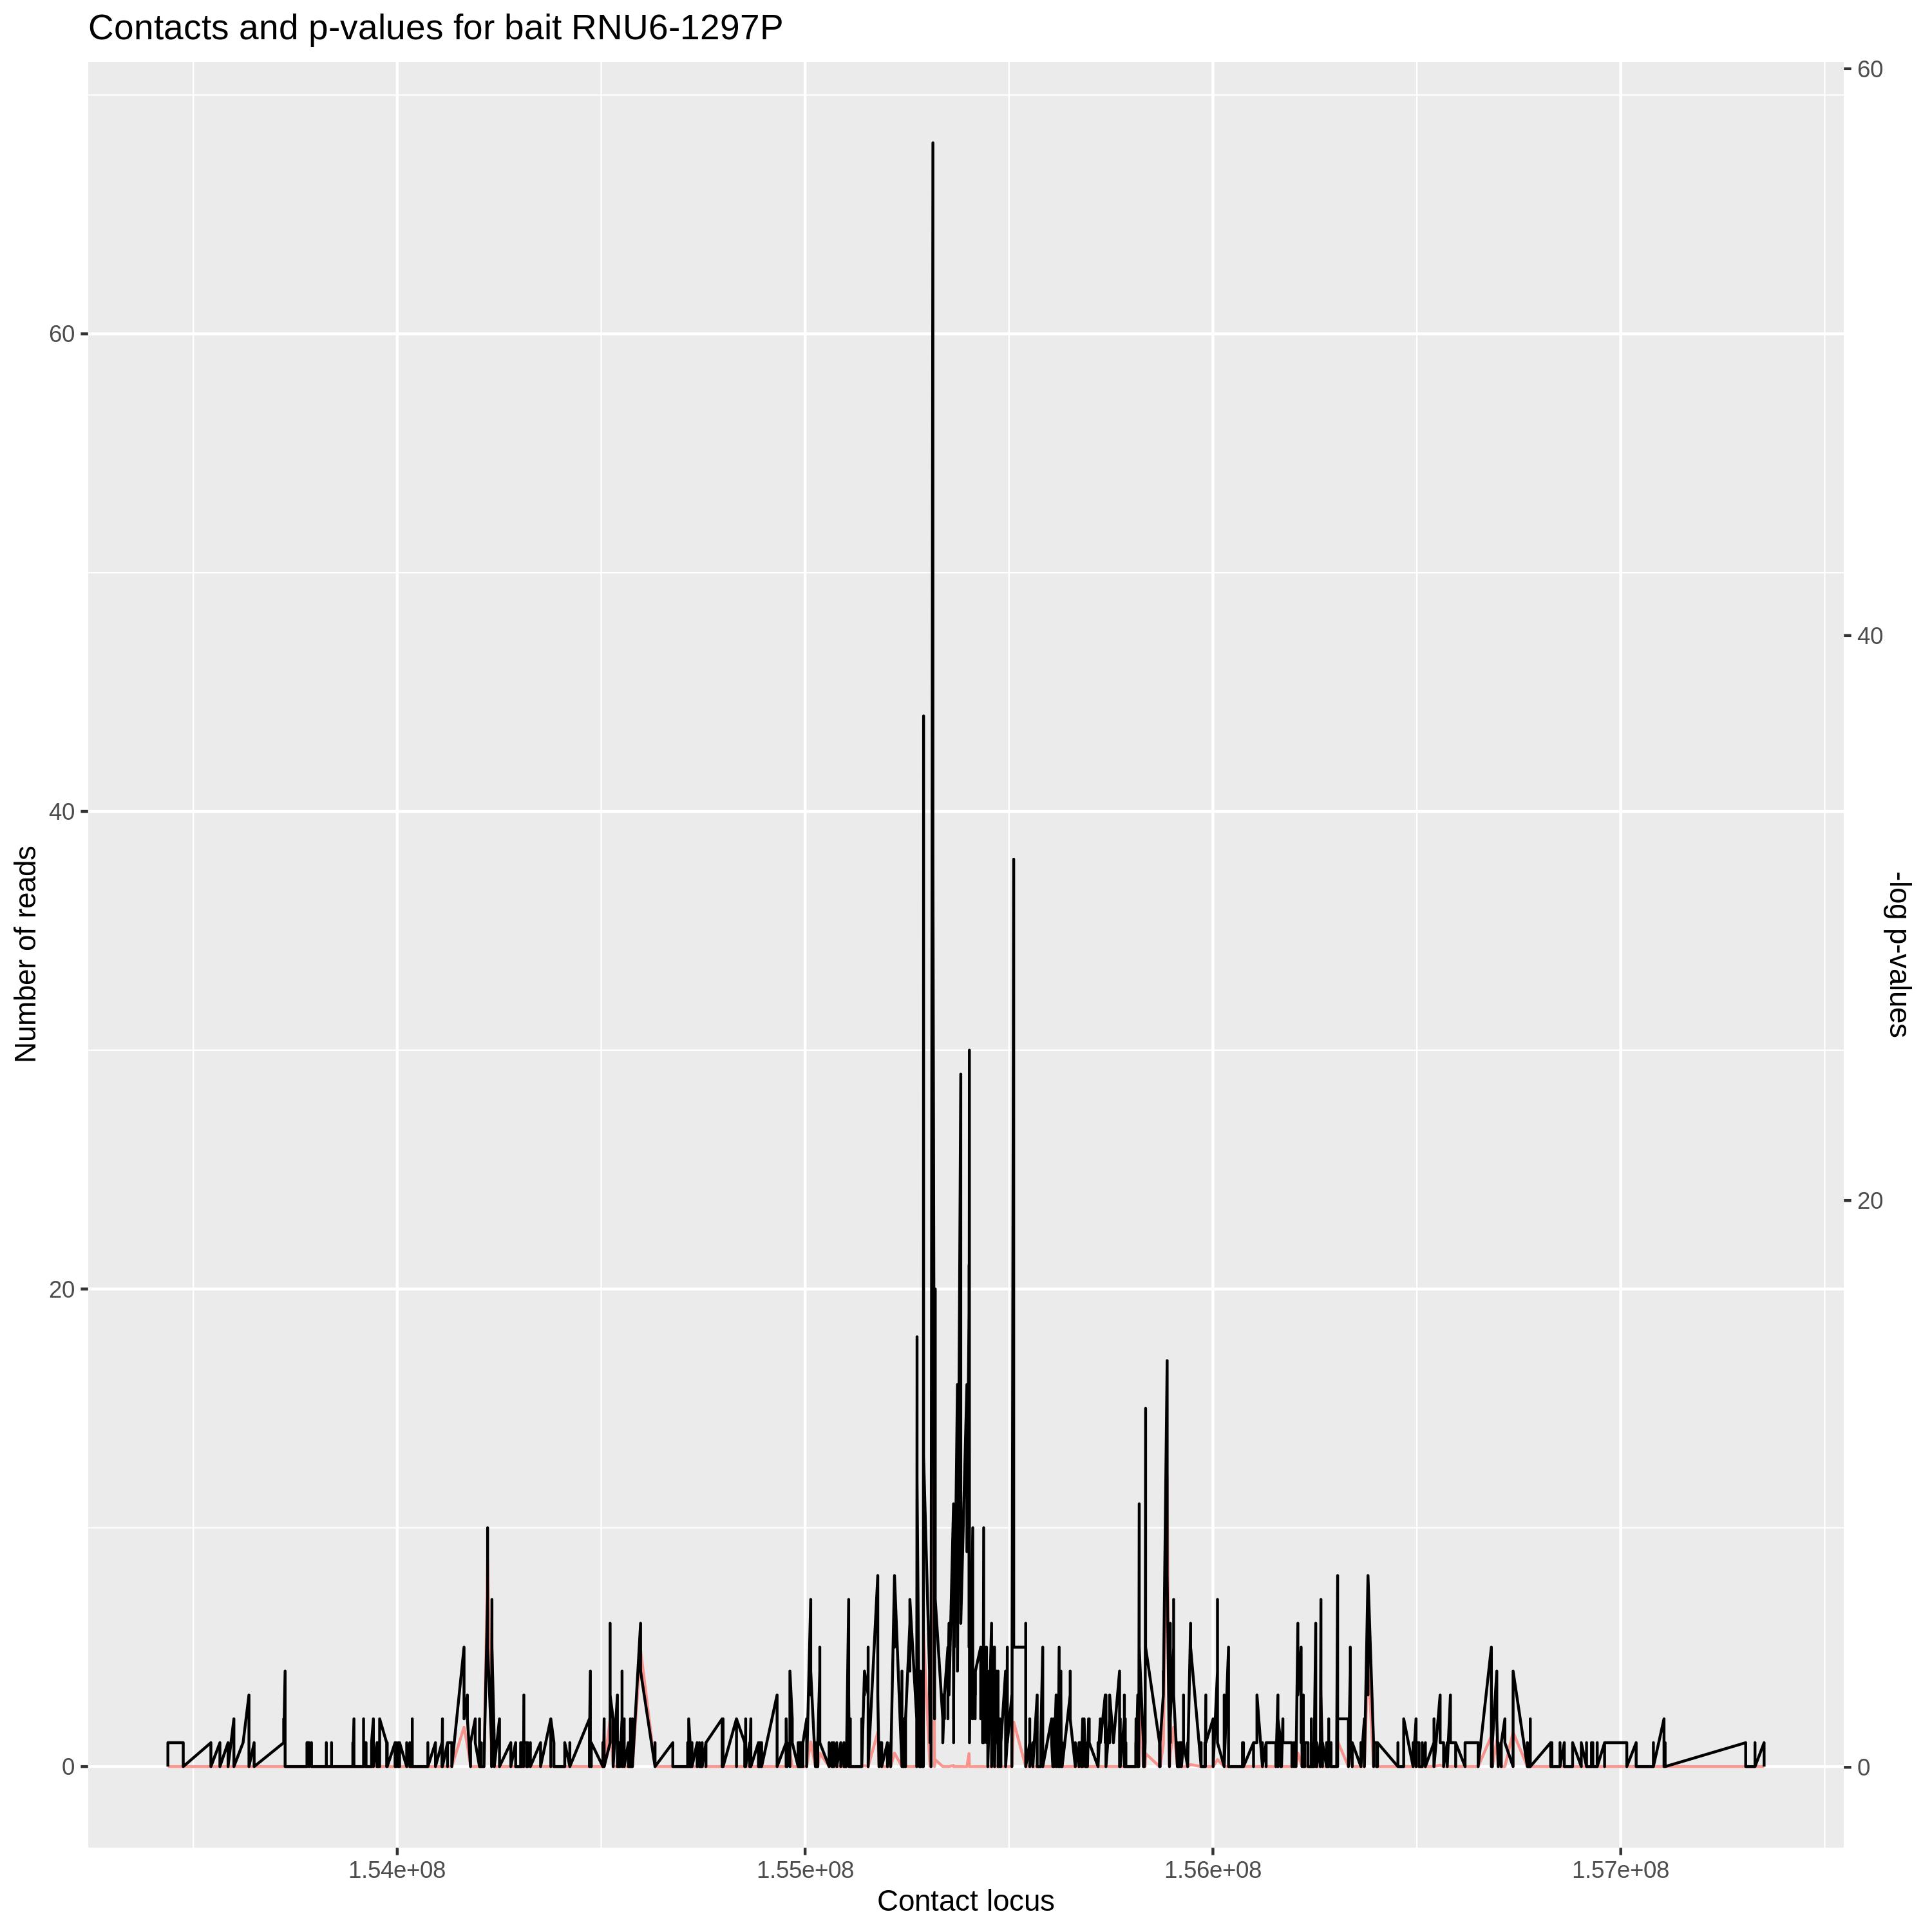 Contacts and p-values for bait RNU6-1297P
60
40
20
0
Number of reads
60
40
20
0
-log p-values
1.54e+08 1.55e+08 1.56e+08 1.57e+08
Contact locus